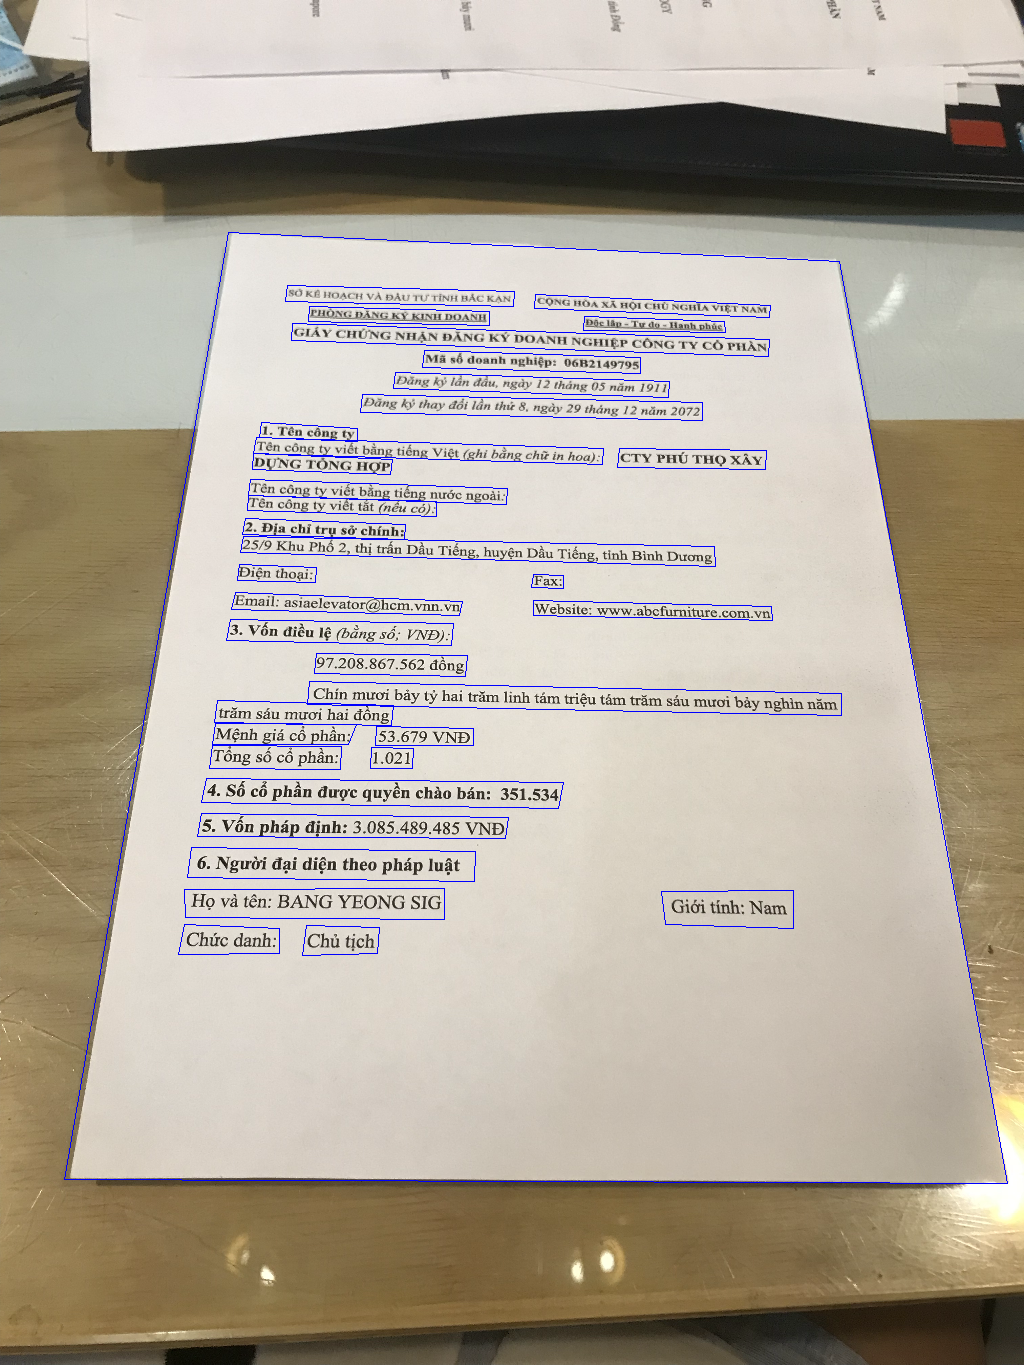 SỞ KẾ HOẠCH VÀ ĐẦU TƯ TỈNH BẮC KẠN
CỘNG HÒA XÃ HỘI CHỦ NGHĨA VIỆT NAM
PHÒNG ĐĂNG KÝ KINH DOANH
Độc lập - Tự do - Hạnh phúc
GIẤY CHỨNG NHẬN ĐĂNG KÝ DOANH NGHIỆP CÔNG TY CỔ PHẦN
Mã số doanh nghiệp: 06B2149795
Đăng ký lần đầu, ngày 12 tháng 05 năm 1911
Đăng ký thay đổi lần thứ 8, ngày 29 tháng 12 năm 2072
1. Tên công ty
Tên công ty viết bằng tiếng Việt (ghi bằng chữ in hoa): CTY PHÚ THỌ XÂY
DỰNG TỔNG HỢP
Tên công ty viết bằng tiếng nước ngoài:
Tên công ty viết tắt (nếu có):
2. Địa chỉ trụ sở chính:
25/9 Khu Phố 2, thị trấn Dầu Tiếng, huyện Dầu Tiếng, tỉnh Bình Dương
Điện thoại: Fax:
Email: asiaelevator@hcm.vnn.vn Website: www.abcfurniture.com.vn
3. Vốn điều lệ (bằng số; VNĐ):
97.208.867.562 đồng
Chín mươi bảy tỷ hai trăm linh tám triệu tám trăm sáu mươi bảy nghìn năm
trăm sáu mươi hai đồng
Mệnh giá cổ phần: 53.679 VNĐ
Tổng số cổ phần: 1.021
4. Số cổ phần được quyền chào bán: 351.534
5. Vốn pháp định: 3.085.489.485 VNĐ
6. Người đại diện theo pháp luật
Họ và tên: BANG YEONG SIG Giới tính: Nam
Chức danh: Chủ tịch